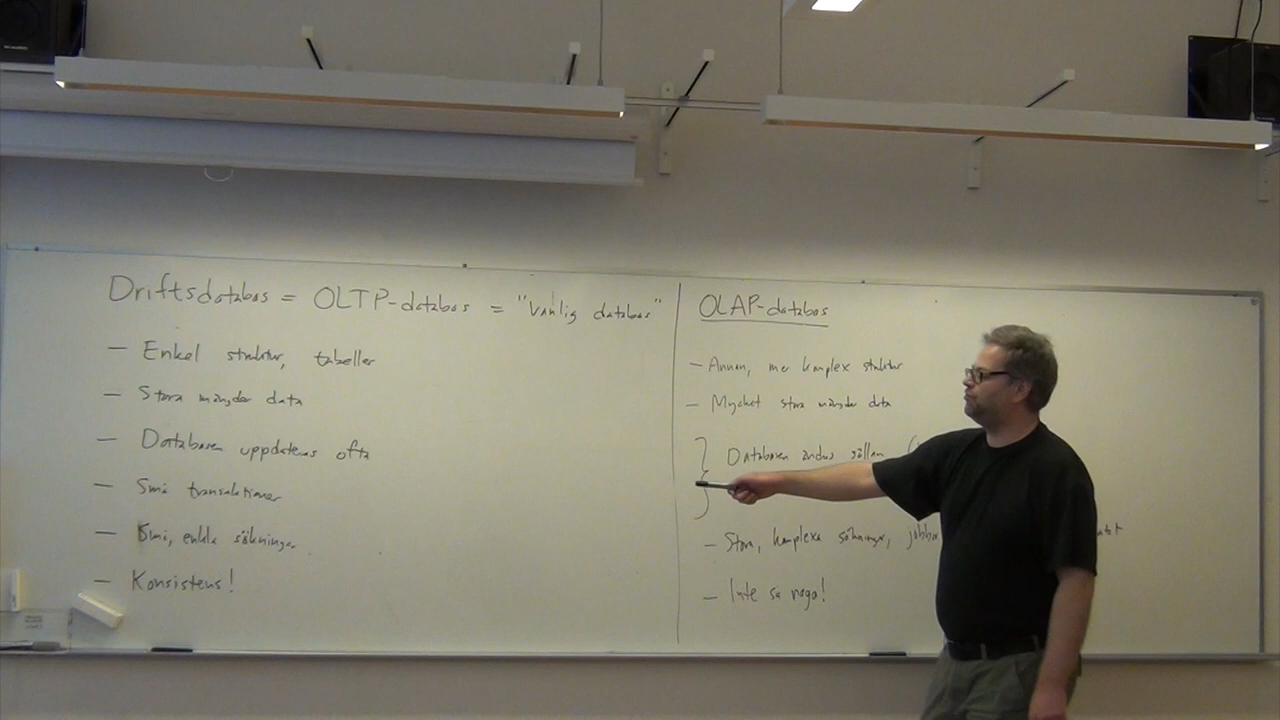 Driftsdatabas = OLTP-databas = "Vanlig databas"
– Enkel struktur, tabeller
– Stora mängder data
– Databasen uppdateras ofta
– Små transaktioner
– Små, enkla sökningar
– Konsistens!
OLAP-databas
– Annan, mer komplex struktur
– Mycket stora mängder data
Databasen ändras sällan (
– Stora, komplexa sökningar, jobbar
– Inte så noga!